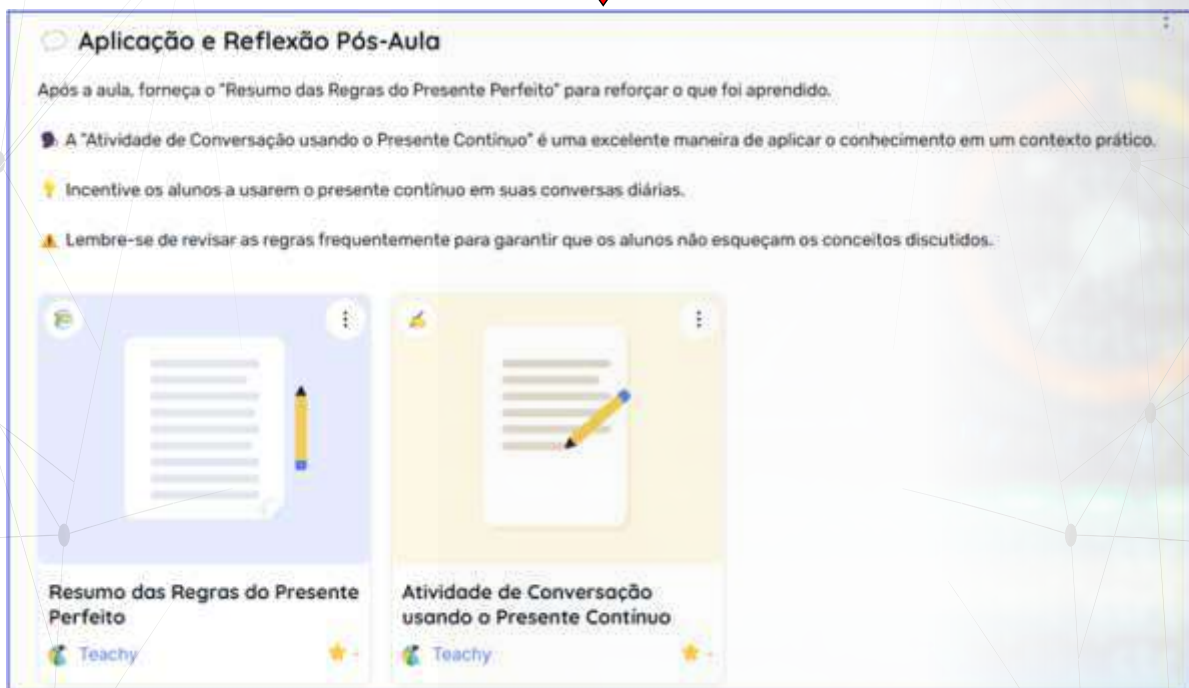 Aplicação e Reflexão Pós-Aula
Após a aula, forneça o "Resumo das Regras do Presente Perfeito" para reforçar o que foi aprendido.
A "Atividade de Conversação usando o Presente Contínuo" é uma excelente maneira de aplicar o conhecimento em um contexto prático.
Incentive os alunos a usarem o presente contínuo em suas conversas diárias.
Lembre-se de revisar as regras frequentemente para garantir que os alunos não esqueçam os conceitos discutidos.
Resumo das Regras do Presente
Perfeito
Teachy
-
Atividade de Conversação
usando o Presente Contínuo
Teachy
-